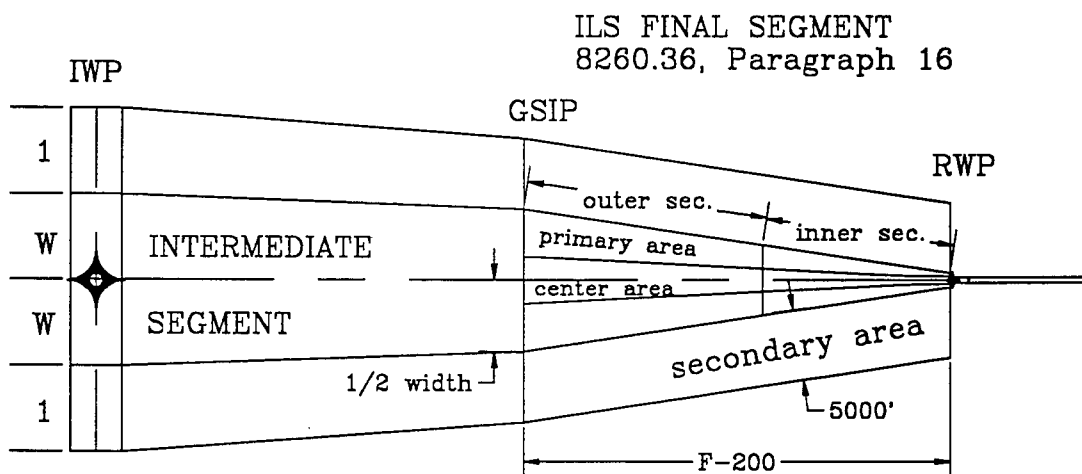 ILS FINAL SEGMENT
8260.36, Paragraph 16
IWP
GSIP
RWP
1
outer sec.
inner sec.
primary area
W
INTERMEDIATE
center area
W
SEGMENT
secondary area
1/2 width
1
5000'
F-200